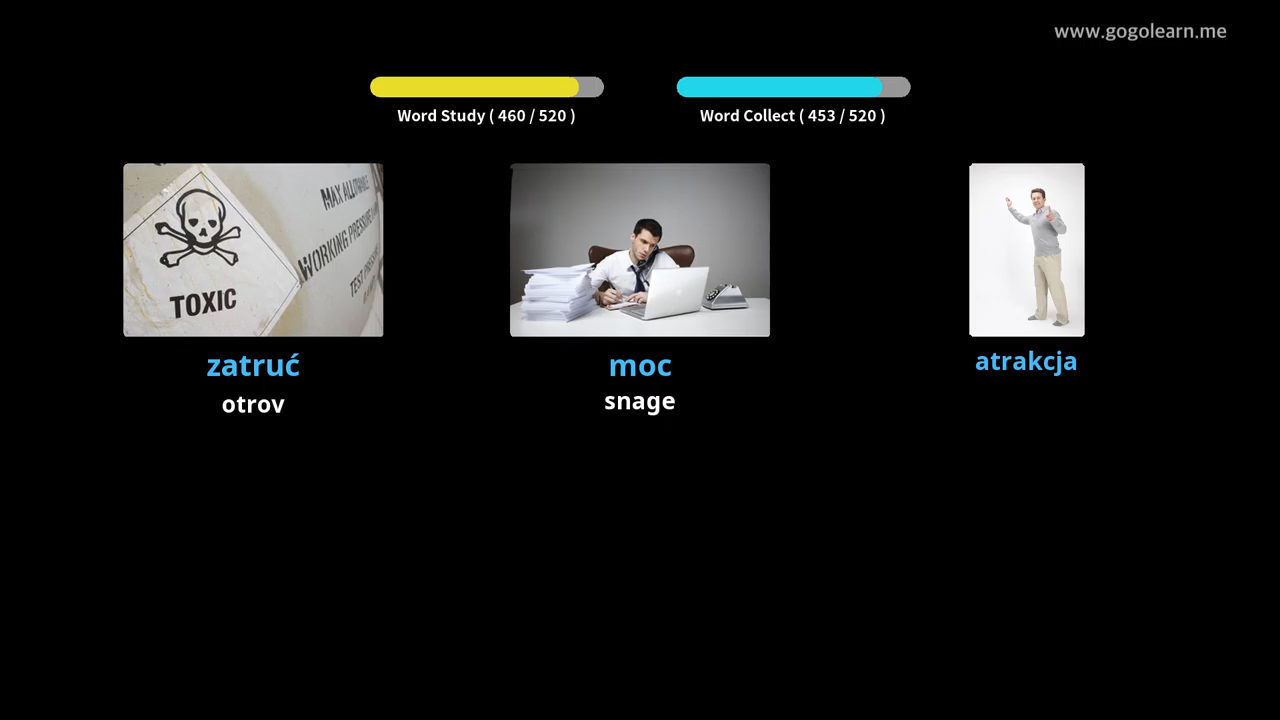 www.gogolearn.me
Word Study ( 460 / 520 )
Word Collect ( 453 / 520 )
TOXIC
MAX ALLOWABLE
WORKING PRESSURE
TEST
zatruć
otrov
moc
snage
atrakcja